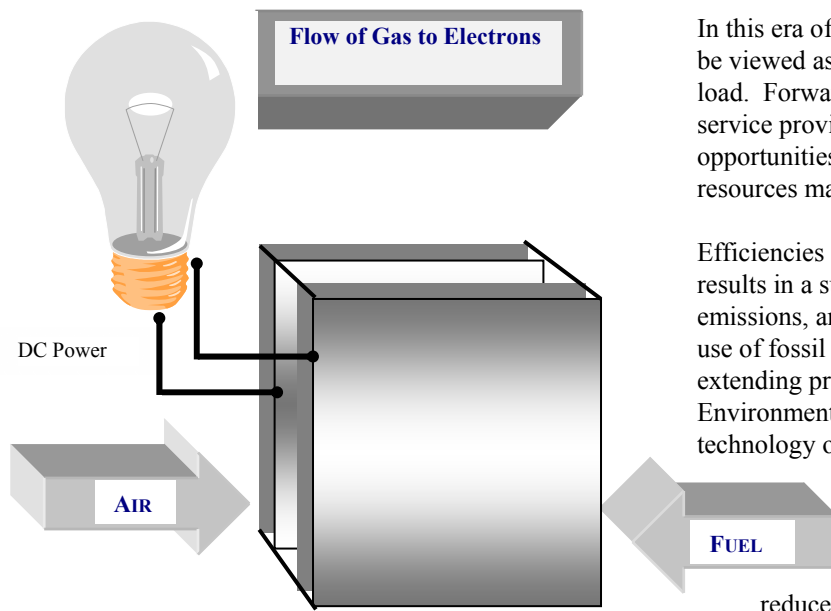 Flow of Gas to Electrons
DC Power
AIR
FUEL
In this era of
be viewed as
load. Forwa
service provi
opportunities
resources ma
Efficiencies
results in a s
emissions, an
use of fossil
extending pr
Environment
technology o
reduce